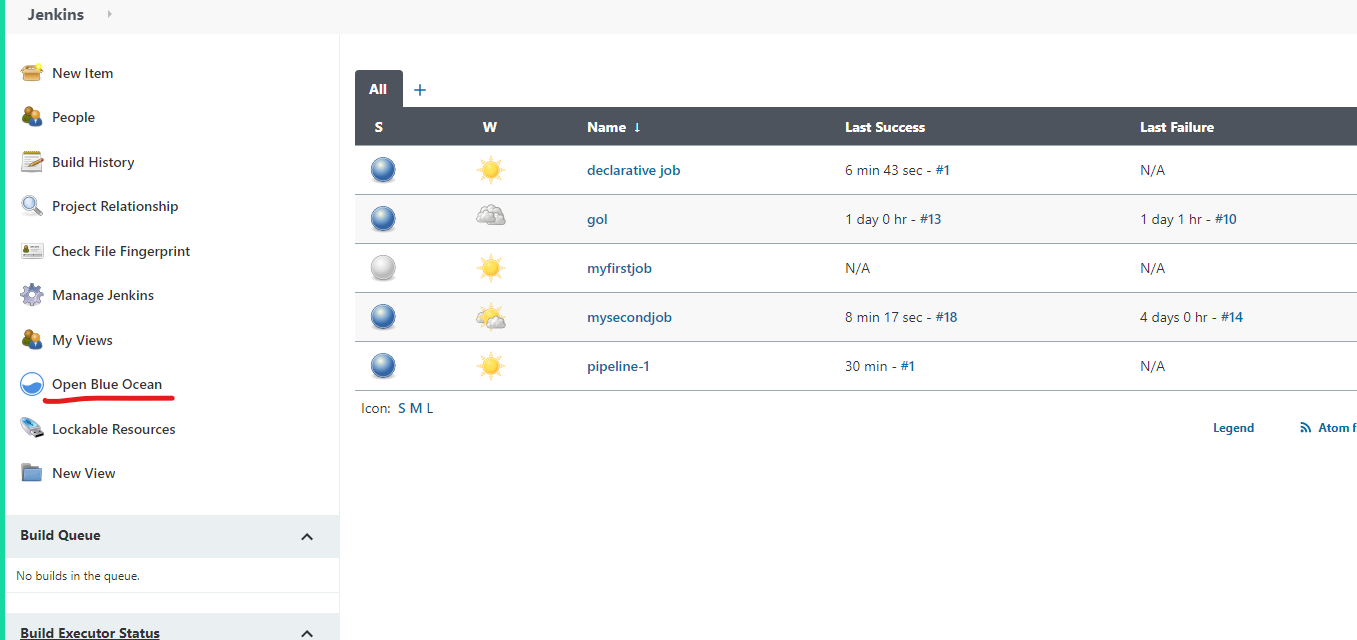 Jenkins
New Item
People
Build History
Project Relationship
Check File Fingerprint
Manage Jenkins
My Views
Open Blue Ocean
Lockable Resources
New View
Build Queue
No builds in the queue.
Build Executor Status
All +
S W Name ↓ Last Success Last Failure
declarative job 6 min 43 sec - #1 N/A
gol 1 day 0 hr - #13 1 day 1 hr - #10
myfirstjob N/A N/A
mysecondjob 8 min 17 sec - #18 4 days 0 hr - #14
pipeline-1 30 min - #1 N/A
Icon: S M L
Legend Atom f